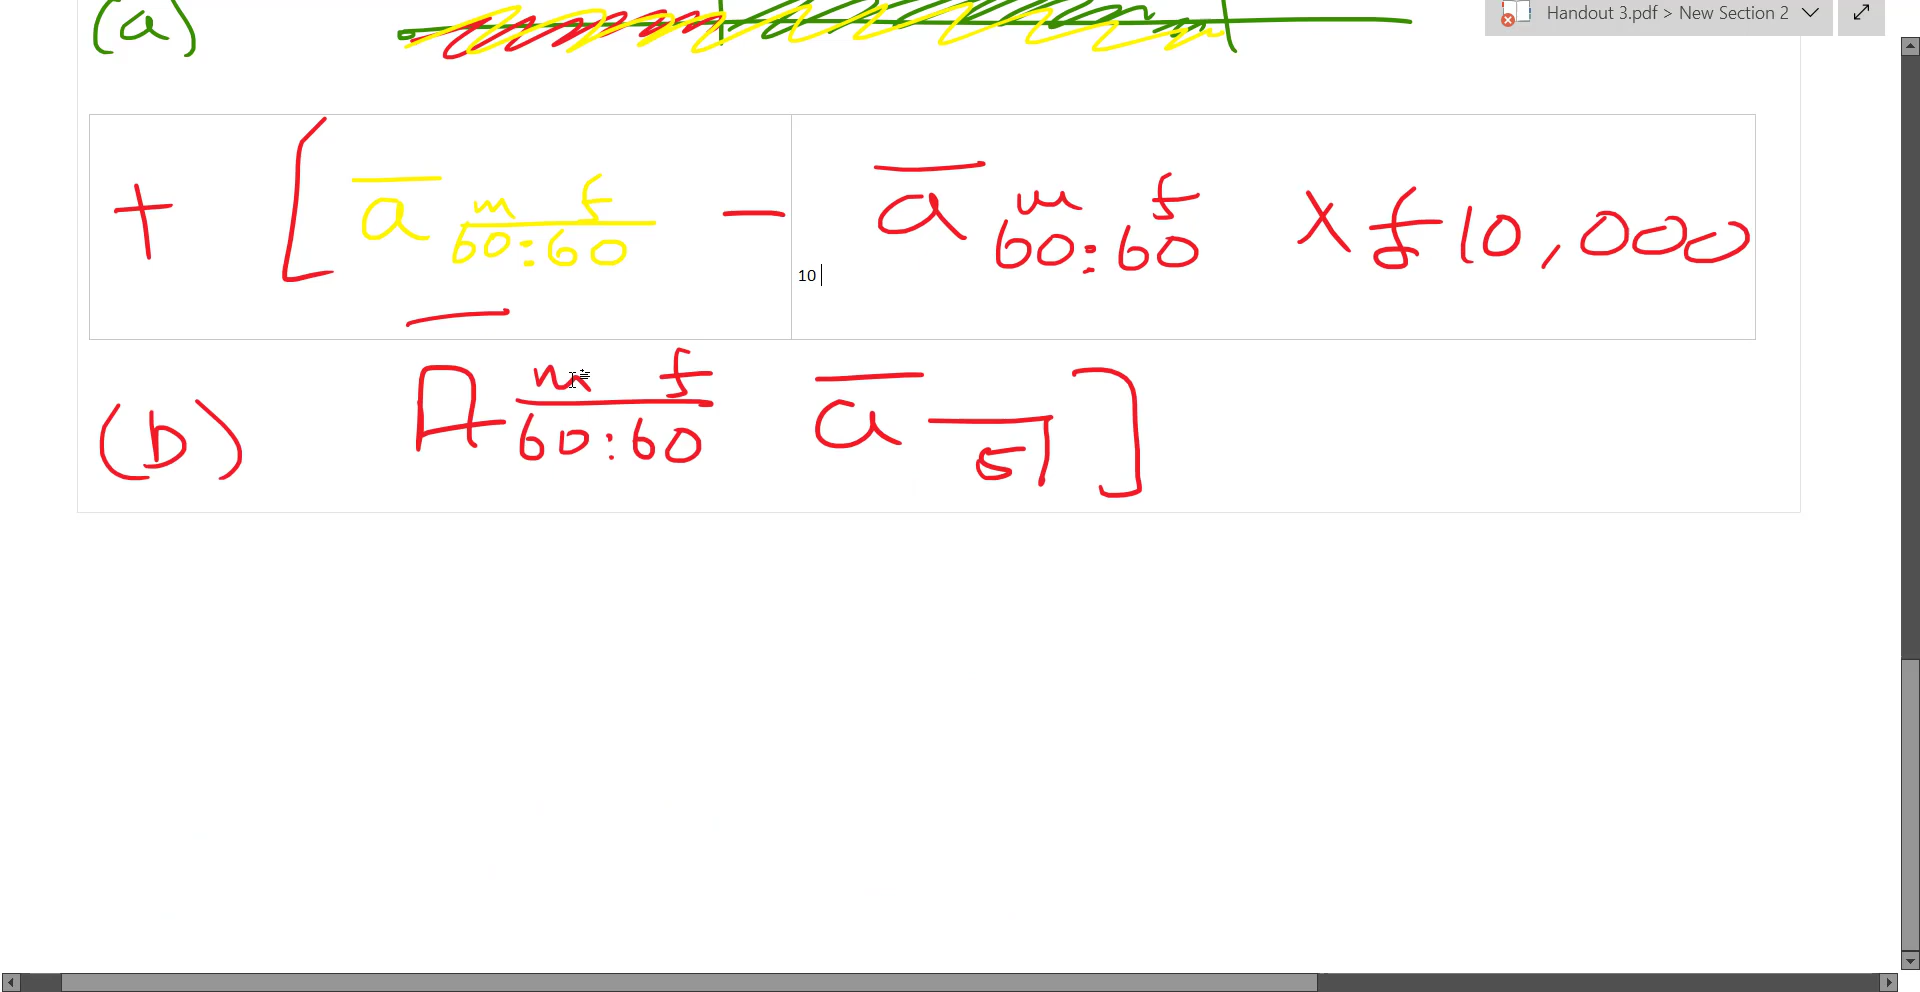 (a)
Handout 3.pdf > New Section 2
+ [ a m f 60:60 - a m f 60:60 × £10,000
10
(b) A m f 60:60 a 5 ]